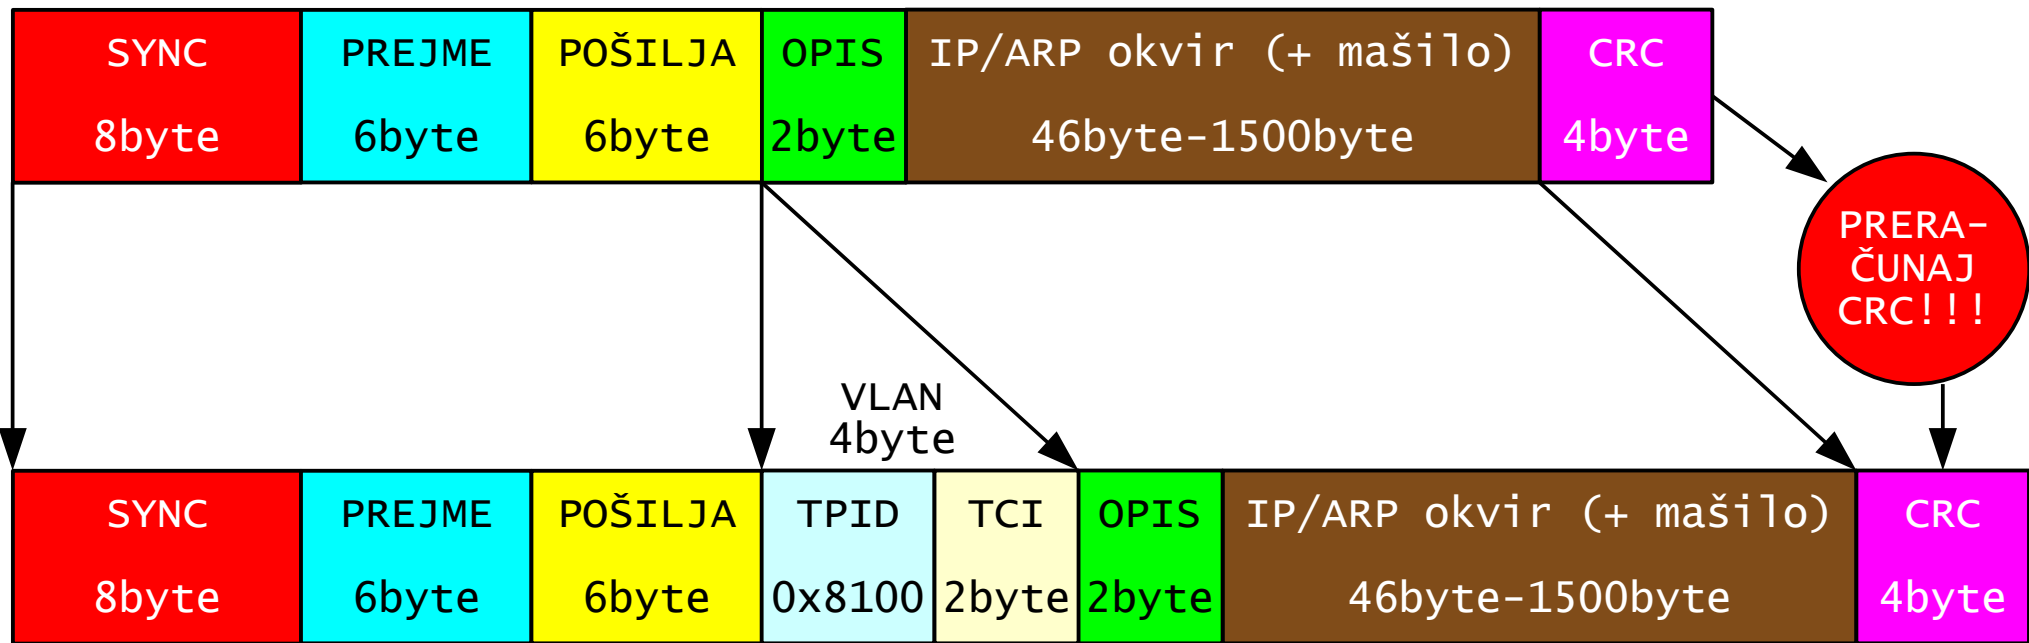 SYNC PREJME POŠILJA OPIS IP/ARP okvir (+ mašilo) CRC
8byte 6byte 6byte 2byte 46byte-1500byte 4byte
PRERA-
ČUNAJ
CRC!!!
VLAN
4byte
SYNC PREJME POŠILJA TPID TCI OPIS IP/ARP okvir (+ mašilo) CRC
8byte 6byte 6byte 0x8100 2byte 2byte 46byte-1500byte 4byte